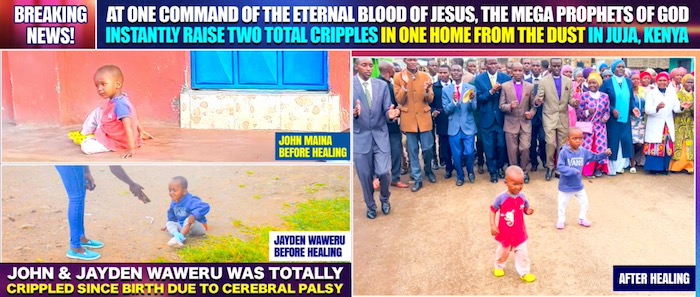 BREAKING
NEWS!
AT ONE COMMAND OF THE ETERNAL BLOOD OF JESUS, THE MEGA PROPHETS OF GOD
INSTANTLY RAISE TWO TOTAL CRIPPLES IN ONE HOME FROM THE DUST IN JUJA, KENYA
JOHN MAINA
BEFORE HEALING
JAYDEN WAWERU
BEFORE HEALING
JOHN & JAYDEN WAWERU WAS TOTALLY
CRIPPLED SINCE BIRTH DUE TO CEREBRAL PALSY
VANS
AFTER HEALING